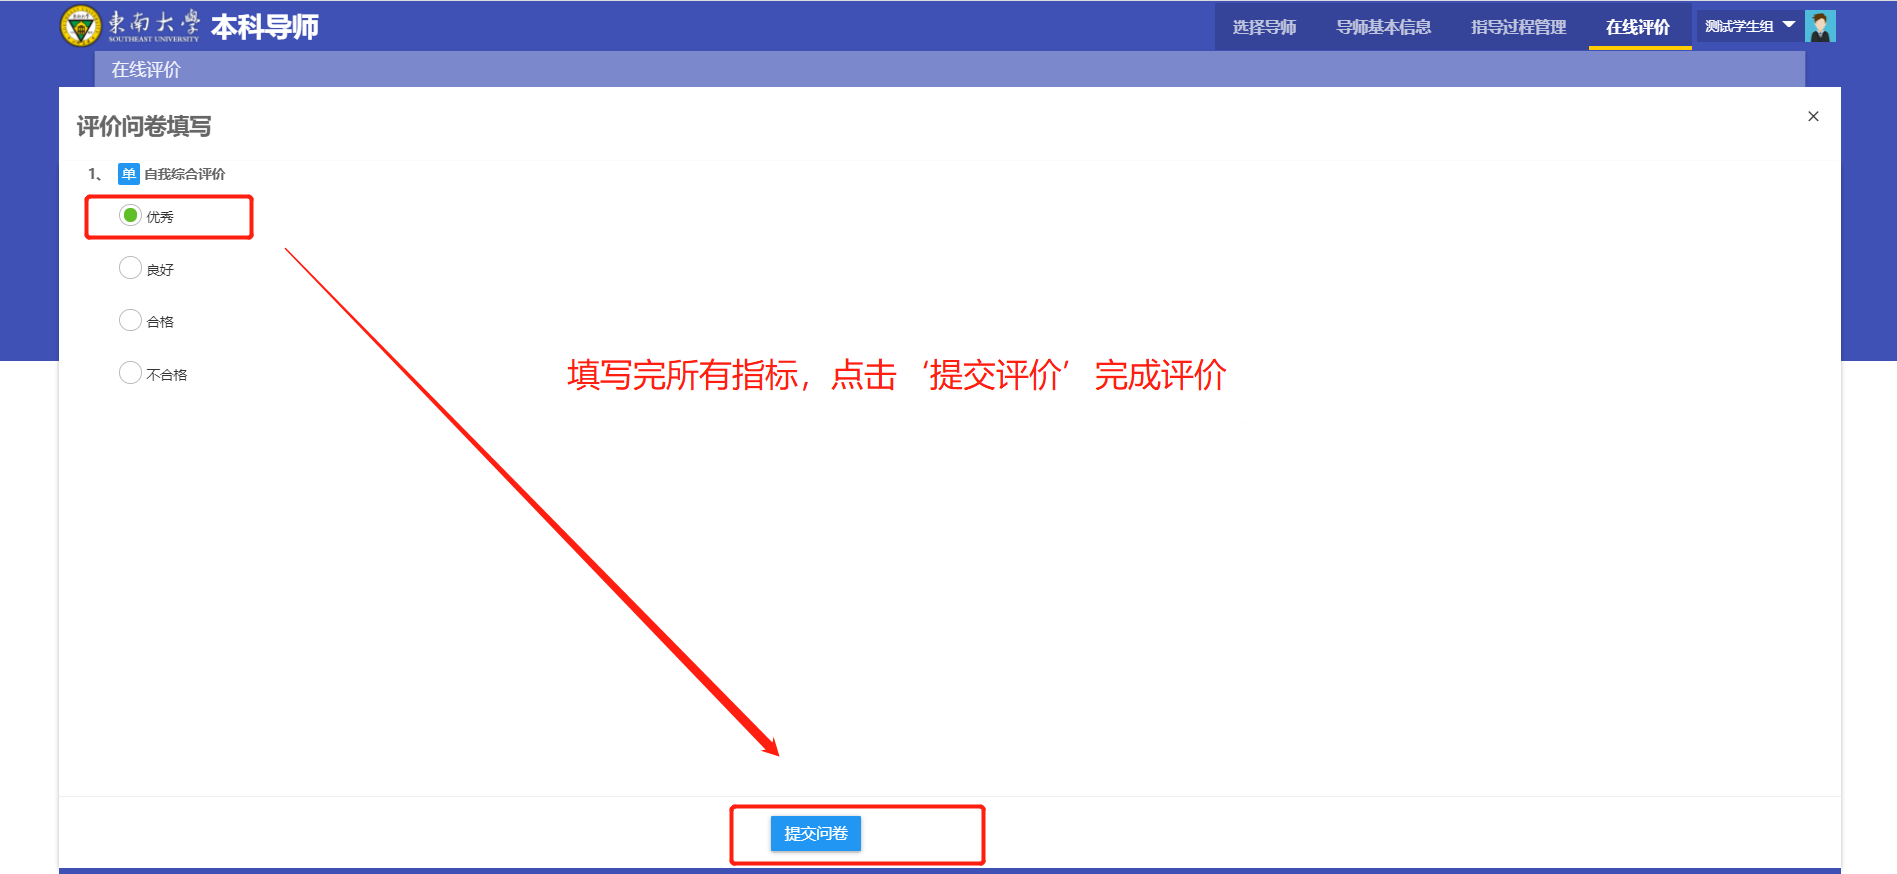 東南大學 本科导师
SOUTHEAST UNIVERSITY
选择导师 导师基本信息 指导过程管理 在线评价 测试学生组
在线评价
评价问卷填写
×
1、 单 自我综合评价
优秀
良好
合格
不合格
填写完所有指标，点击‘提交评价’完成评价
提交问卷